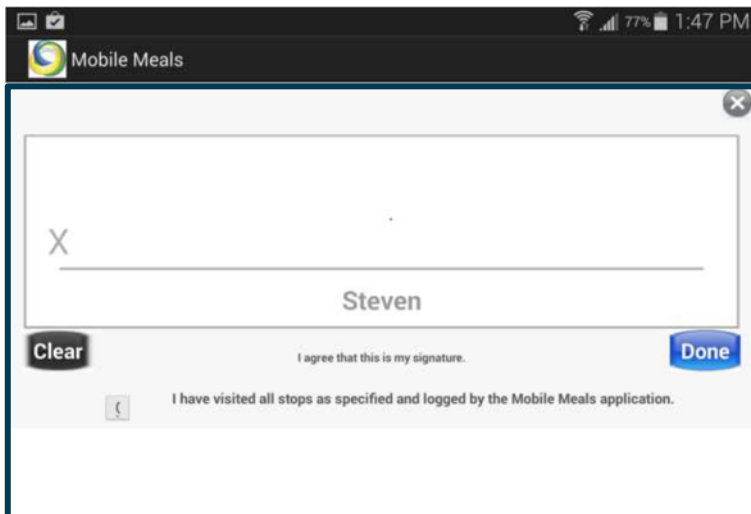 77% 1:47 PM
Mobile Meals
X
Steven
Clear
I agree that this is my signature.
Done
I have visited all stops as specified and logged by the Mobile Meals application.